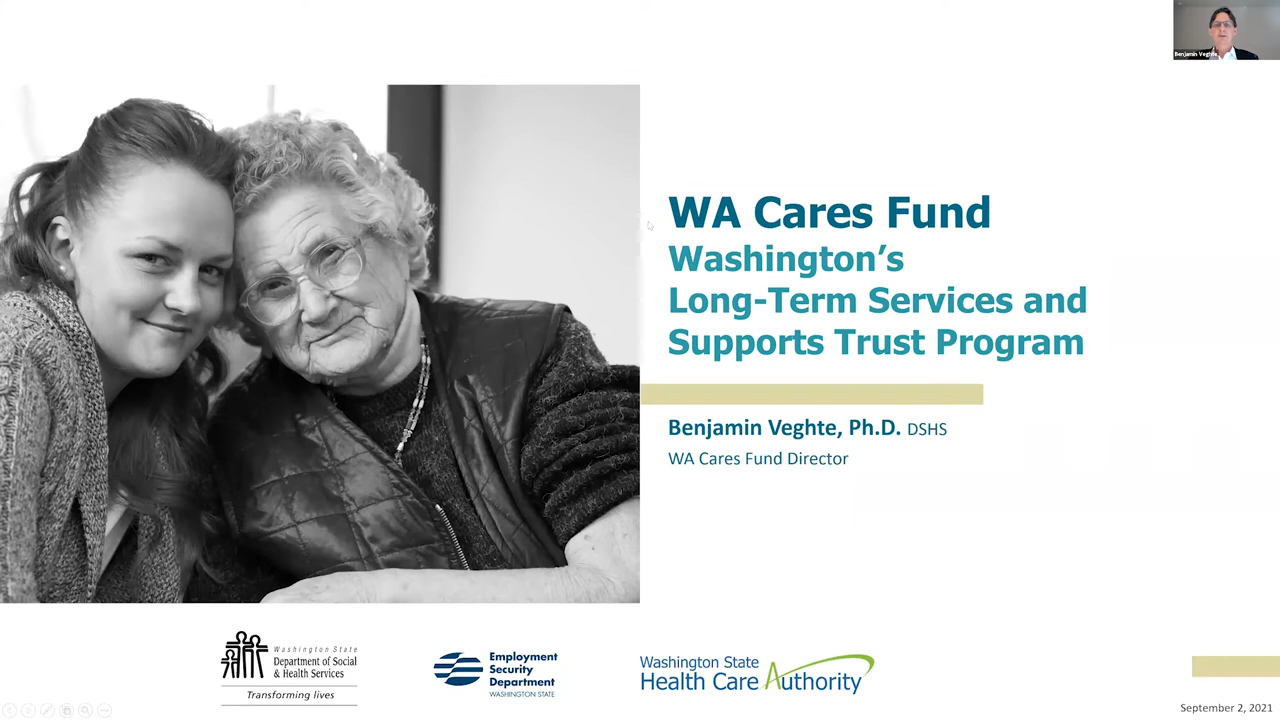 Benjamin Veghte
WA Cares Fund
Washington's
Long-Term Services and
Supports Trust Program
Benjamin Veghte, Ph.D. DSHS
WA Cares Fund Director
Washington State
Department of Social
& Health Services
Transforming lives
Employment
Security
Department
WASHINGTON STATE
Washington State
Health Care Authority
September 2, 2021